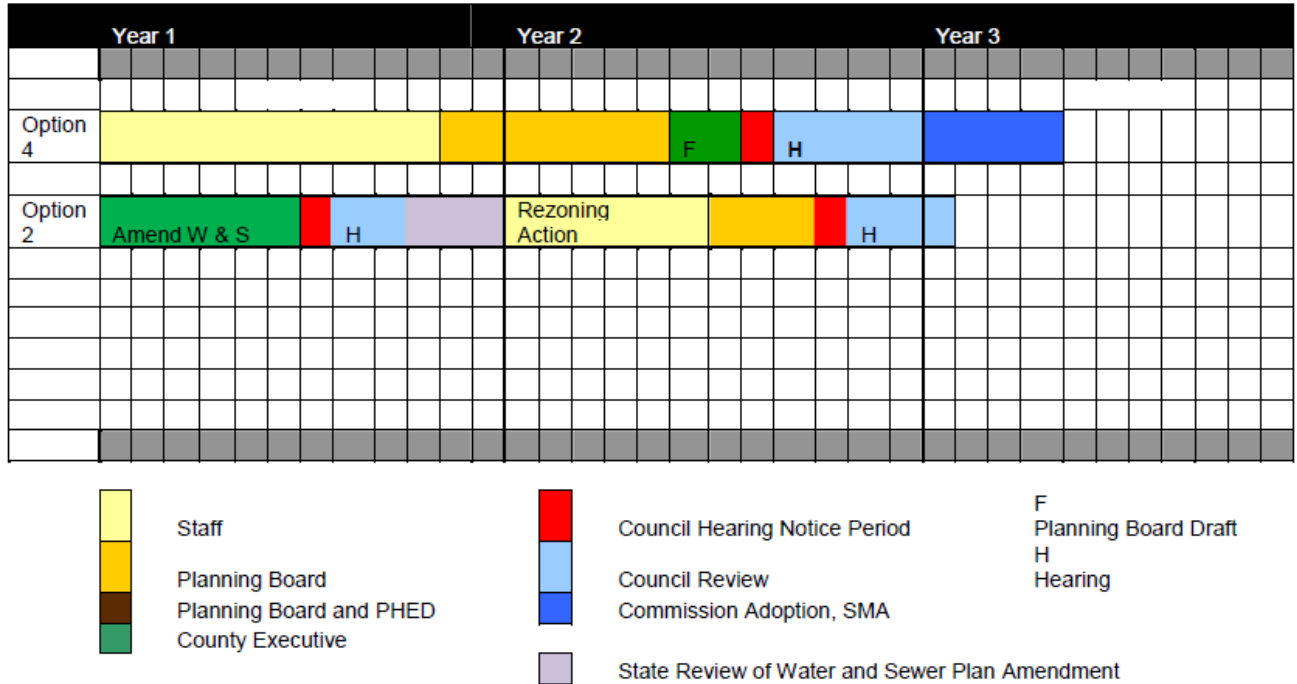 Year 1 Year 2 Year 3
Option
4
F H
Option
2
Amend W & S H
Rezoning
Action
H
Staff
Planning Board
Planning Board and PHED
County Executive
Council Hearing Notice Period
Council Review
Commission Adoption, SMA
State Review of Water and Sewer Plan Amendment
F
Planning Board Draft
H
Hearing